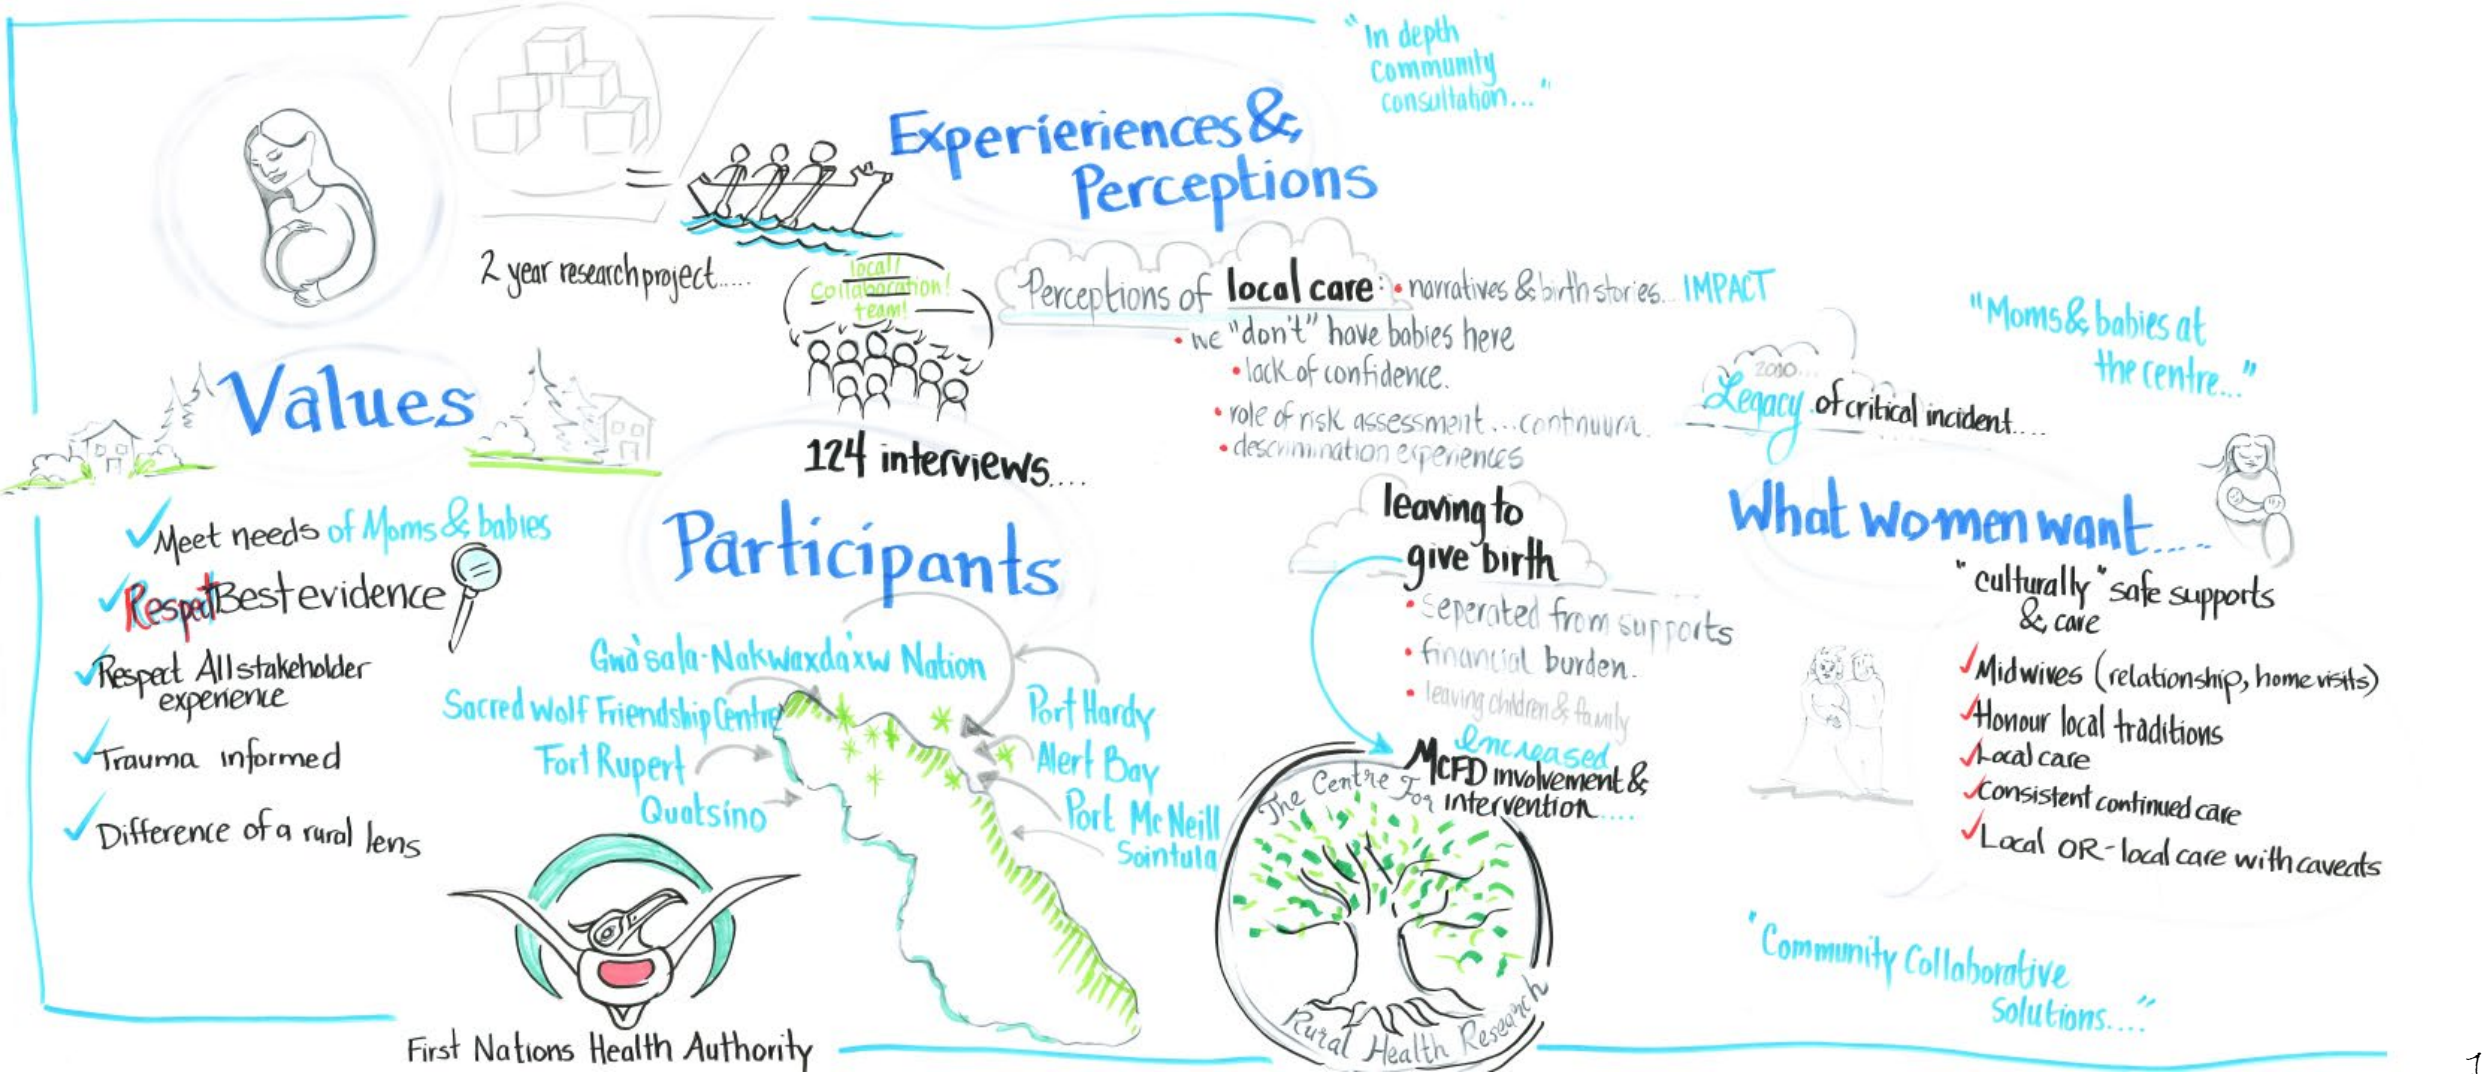 "In depth
Community
consultation..."
Experieriences &
Perceptions
=
2 year research project.....
local!
Collaboration!
team!
124 interviews....
Perceptions of local care: • narratives & birth stories... IMPACT
• we "don't" have babies here
• lack of confidence.
• role of risk assessment...continuum.
• descrimination experiences
2010...
Legacy of critical incident....
"Moms & babies at
the centre..."
Values
✓ Meet needs of Moms & babies
✓ Respect Best evidence
✓ Respect All stakeholder
experience
✓ Trauma informed
✓ Difference of a rural lens
Participants
Gwa'sala-Nakwaxda'xw Nation
Sacred Wolf Friendship Centre
Fort Rupert
Quatsino
Port Hardy
Alert Bay
Port McNeill
Sointula
leaving to
give birth
• Seperated from supports
• financial burden..
• leaving children & family
increased
MCFD involvement &
intervention.....
The Centre For
Rural Health Research
First Nations Health Authority
What women want.....
"culturally" safe supports
& care
✓ Midwives (relationship, home visits)
✓ Honour local traditions
✓ Local care
✓ Consistent continued care
✓ Local OR - local care with caveats
"Community Collaborative
Solutions...."
1